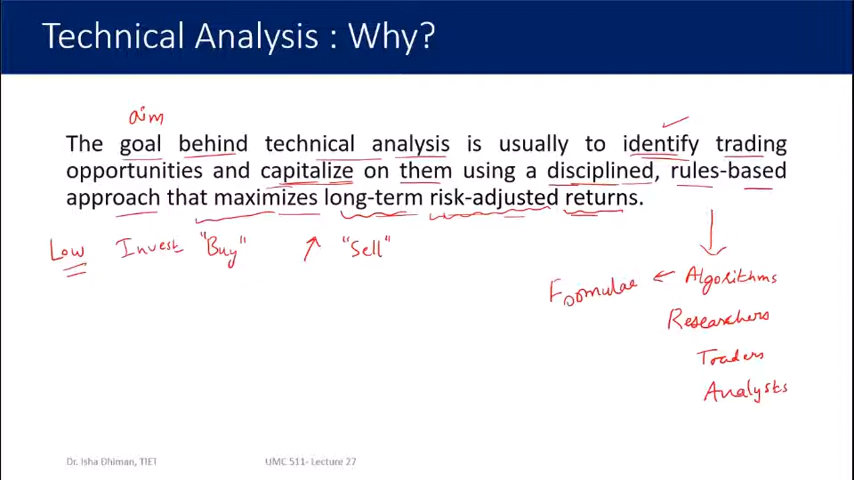 Technical Analysis : Why?
aim
The goal behind technical analysis is usually to identify trading
opportunities and capitalize on them using a disciplined, rules-based
approach that maximizes long-term risk-adjusted returns.
Low Invest "Buy" ↑ "Sell"
Formulae ← Algorithms
Researchers
Traders
Analysts
Dr. Isha Dhiman, TIET UMC 511- Lecture 27